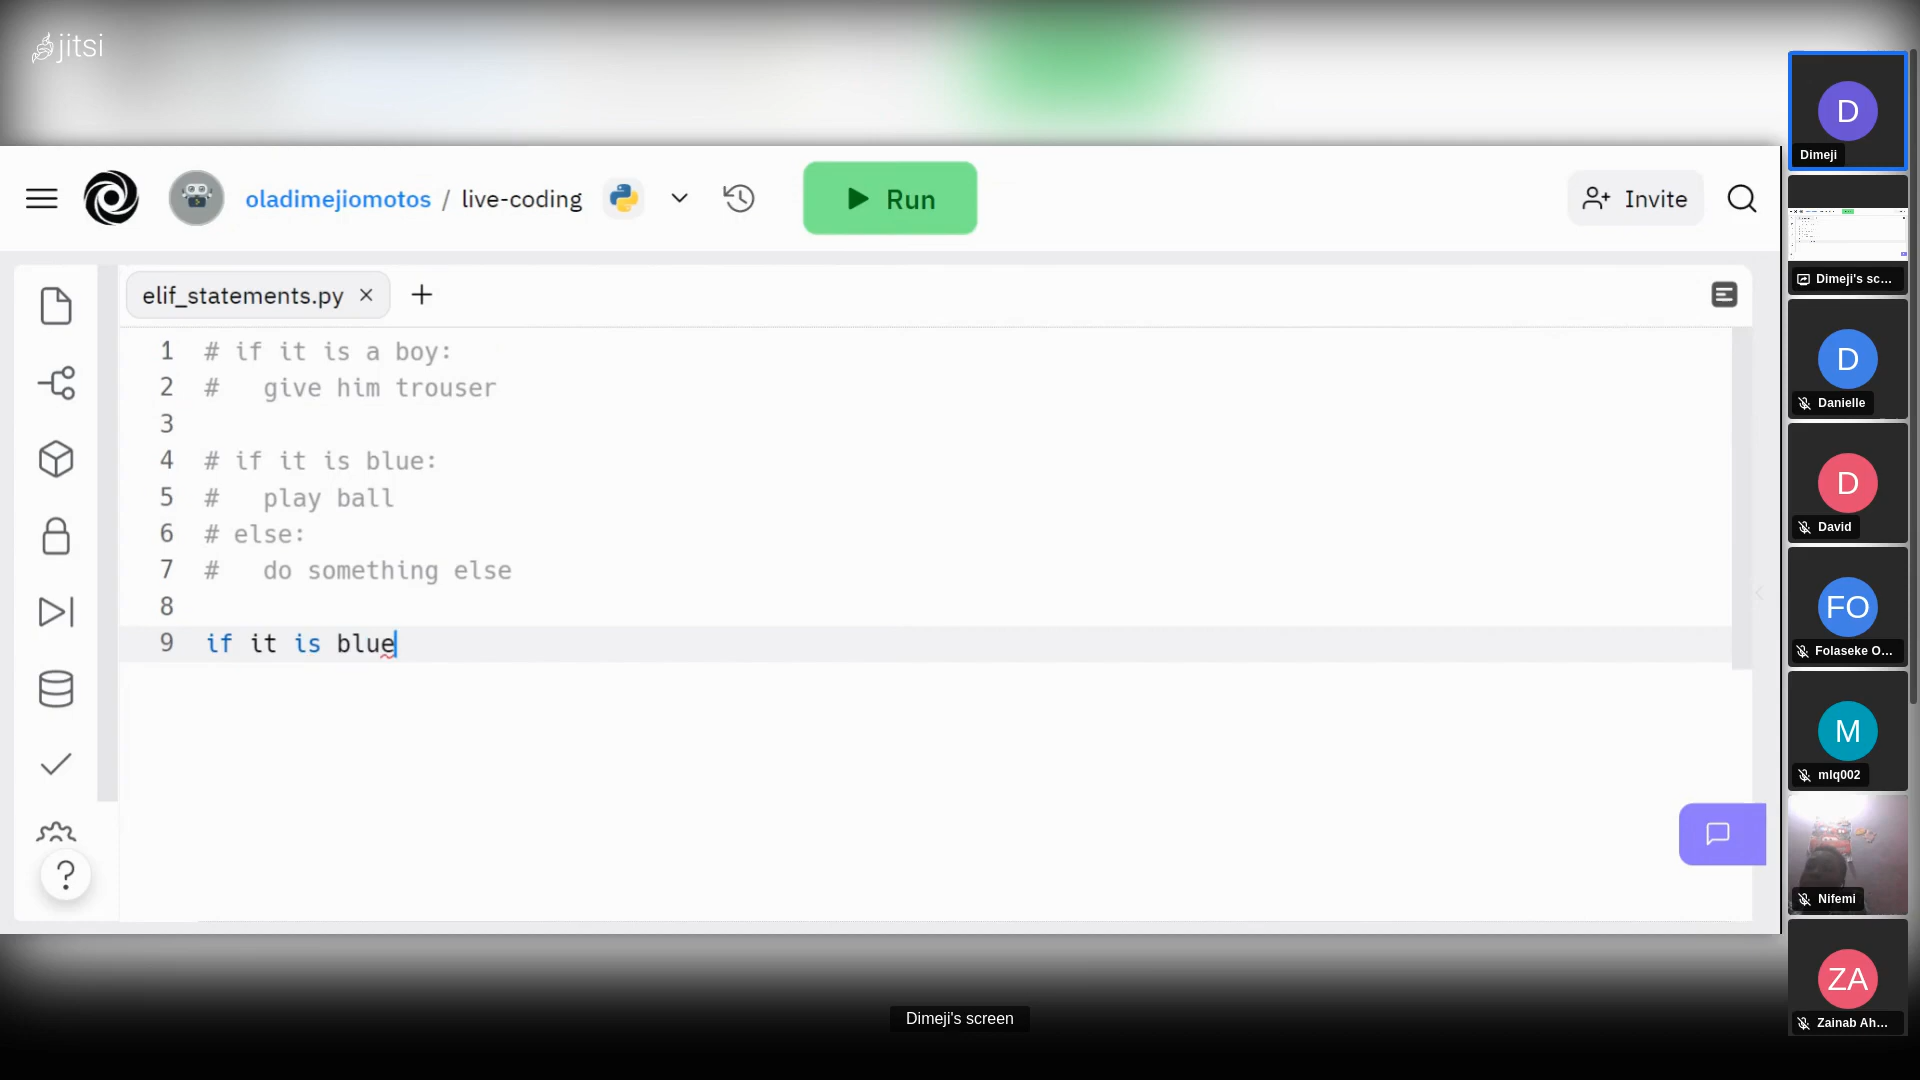 jitsi
oladimejiomotos / live-coding
Run
Invite
elif_statements.py × +
1 # if it is a boy:
2 #   give him trouser
3
4 # if it is blue:
5 #   play ball
6 # else:
7 #   do something else
8
9 if it is blue
?
Dimeji's screen
D
Dimeji
Dimeji's sc...
D
Danielle
D
David
FO
Folaseke O...
M
mlq002
Nifemi
ZA
Zainab Ah...